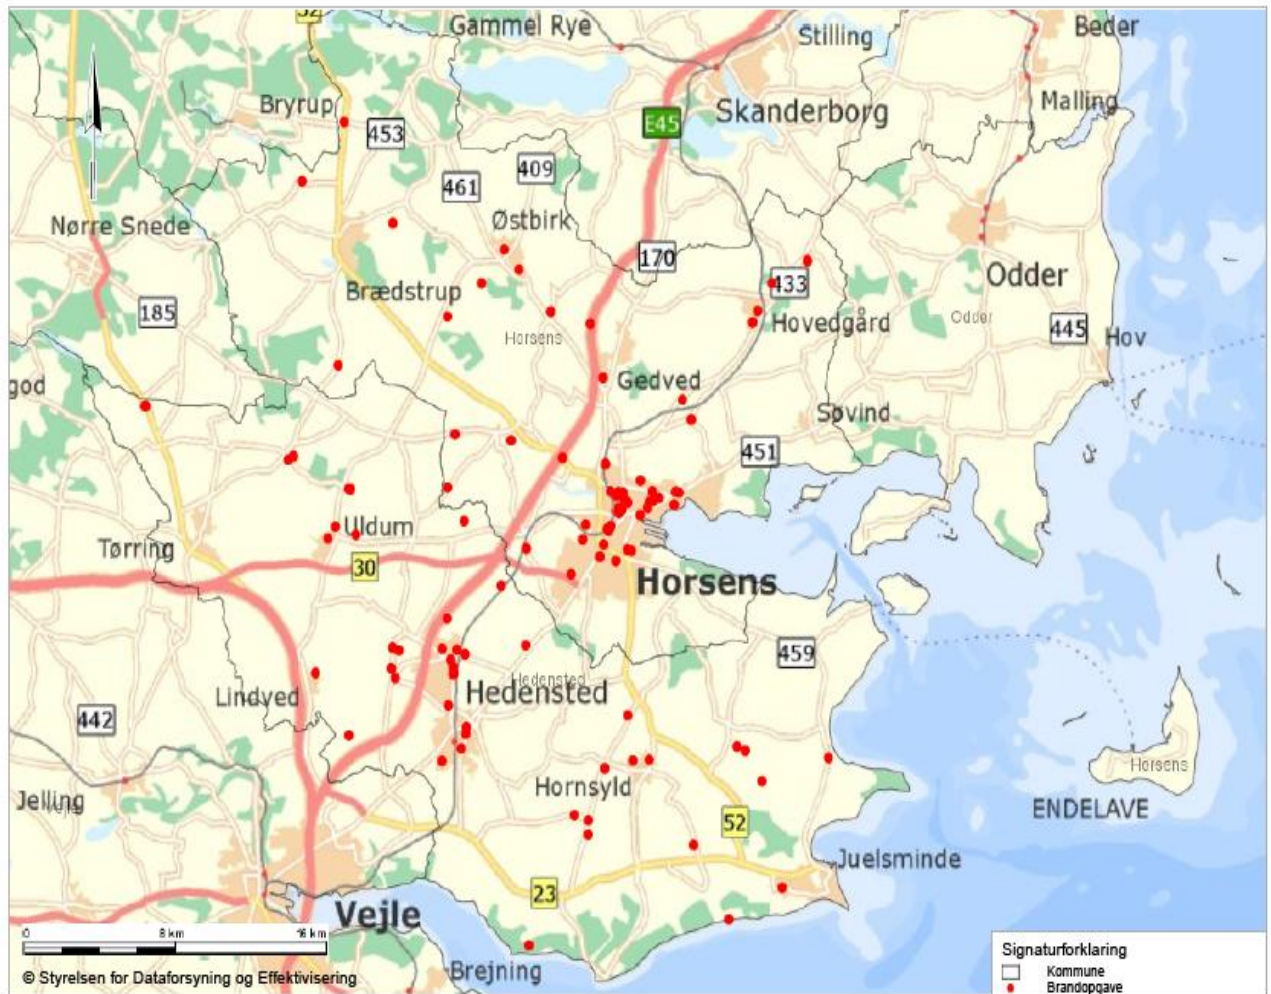 52
Gammel Rye
Stilling
Beder
Bryrup
453
E45
Skanderborg
Malling
409
461
Nørre Snede
Østbirk
170
433
Odder
185
Brædstrup
Horsens
Hovedgård
Odder
445
Hov
god
Gedved
Søvind
451
Uldum
Tørring
30
Horsens
459
Lindved
Hedensted
Hedensted
442
Jelling
Vejle
Hornsyld
Horsens
ENDELAVE
52
Juelsminde
23
Vejle
Brejning
0 8 km 16 km
© Styrelsen for Dataforsyning og Effektivisering
Signaturforklaring
Kommune
Brandopgave